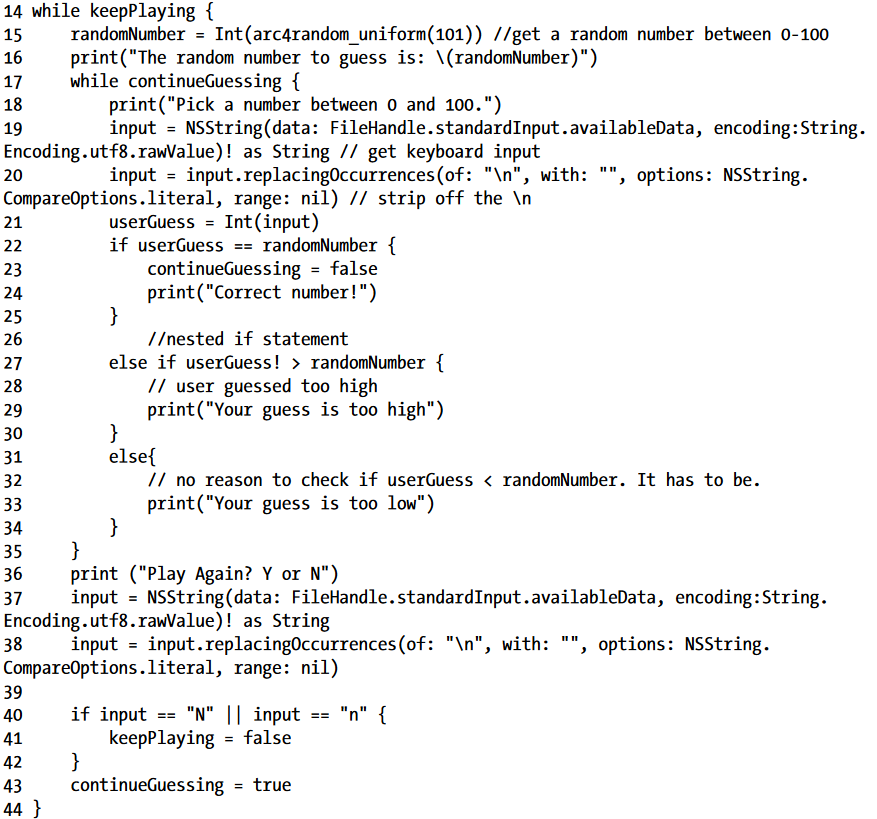 14 while keepPlaying {
15     randomNumber = Int(arc4random_uniform(101)) //get a random number between 0-100
16     print("The random number to guess is: \(randomNumber)")
17     while continueGuessing {
18         print("Pick a number between 0 and 100.")
19         input = NSString(data: FileHandle.standardInput.availableData, encoding:String.
Encoding.utf8.rawValue)! as String // get keyboard input
20         input = input.replacingOccurrences(of: "\n", with: "", options: NSString.
CompareOptions.literal, range: nil) // strip off the \n
21         userGuess = Int(input)
22         if userGuess == randomNumber {
23             continueGuessing = false
24             print("Correct number!")
25         }
26             //nested if statement
27         else if userGuess! > randomNumber {
28             // user guessed too high
29             print("Your guess is too high")
30         }
31         else{
32             // no reason to check if userGuess < randomNumber. It has to be.
33             print("Your guess is too low")
34         }
35     }
36     print ("Play Again? Y or N")
37     input = NSString(data: FileHandle.standardInput.availableData, encoding:String.
Encoding.utf8.rawValue)! as String
38     input = input.replacingOccurrences(of: "\n", with: "", options: NSString.
CompareOptions.literal, range: nil)
39
40     if input == "N" || input == "n" {
41         keepPlaying = false
42     }
43     continueGuessing = true
44 }